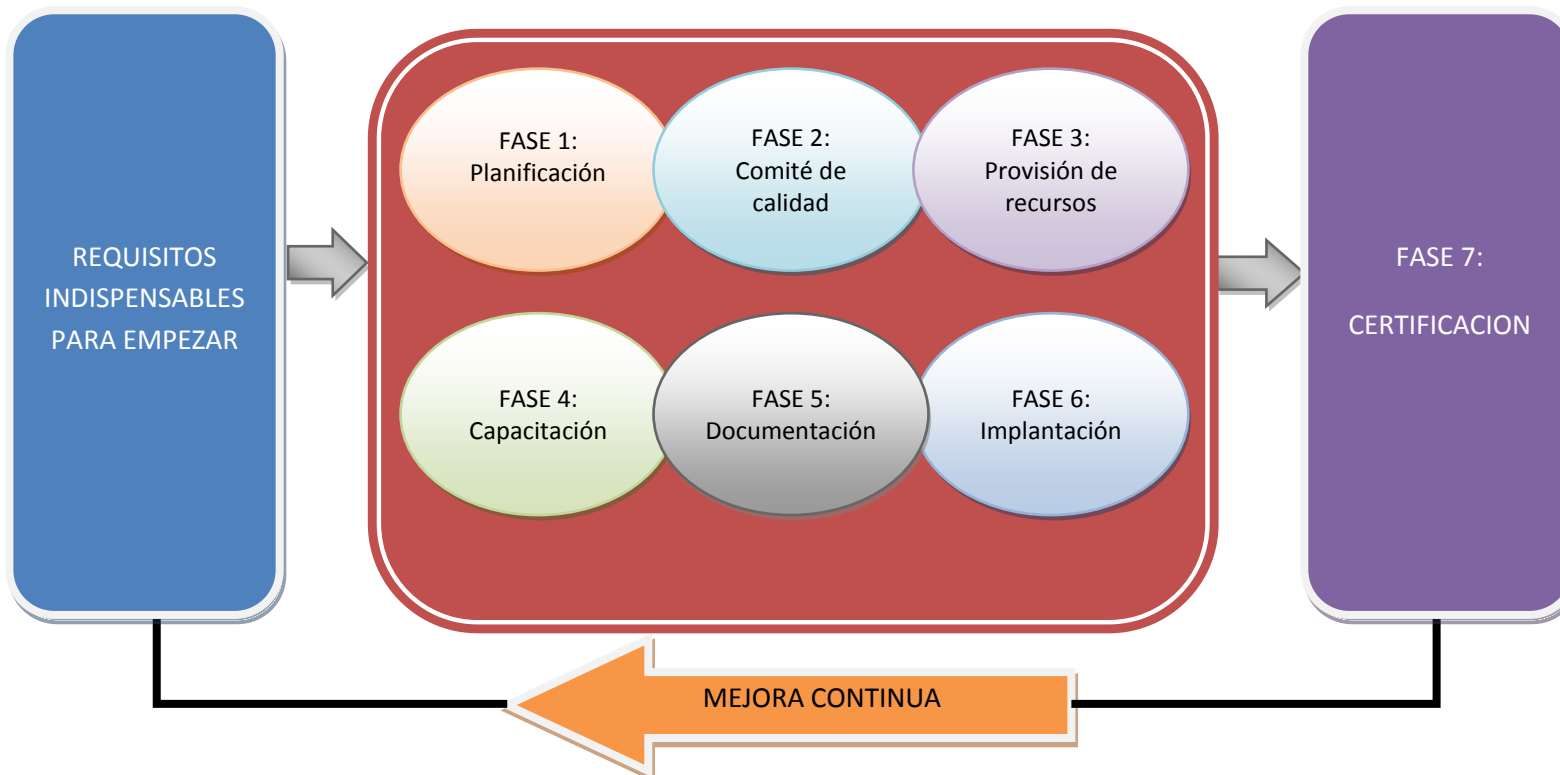 REQUISITOS
INDISPENSABLES
PARA EMPEZAR
FASE 1:
Planificación
FASE 2:
Comité de
calidad
FASE 3:
Provisión de
recursos
FASE 4:
Capacitación
FASE 5:
Documentación
FASE 6:
Implantación
FASE 7:
CERTIFICACION
MEJORA CONTINUA